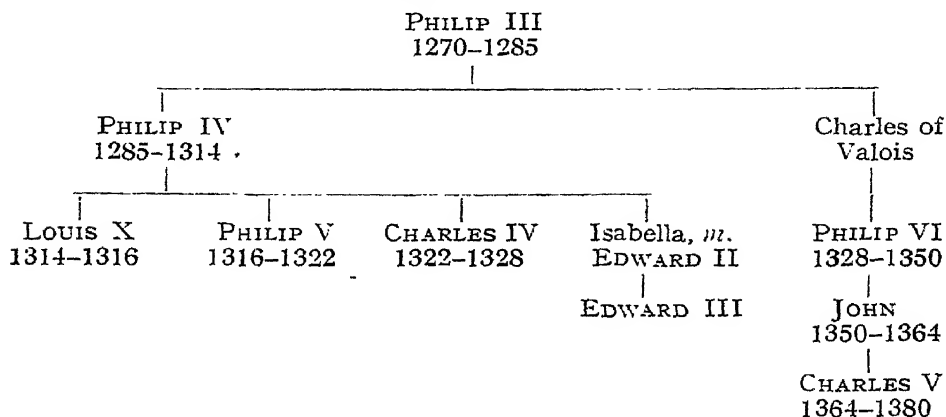 PHILIP III
1270–1285
PHILIP IV
1285–1314
Charles of
Valois
LOUIS X
1314–1316
PHILIP V
1316–1322
CHARLES IV
1322–1328
Isabella, m.
EDWARD II
EDWARD III
PHILIP VI
1328–1350
JOHN
1350–1364
CHARLES V
1364–1380